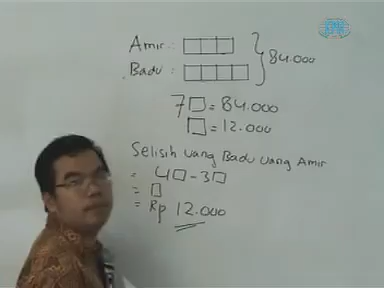 Amir :
Badu :
84.000
7□ = 84.000
□ = 12.000
Selisih uang Badu uang Amir
= 4□ - 3□
= □
= Rp 12.000